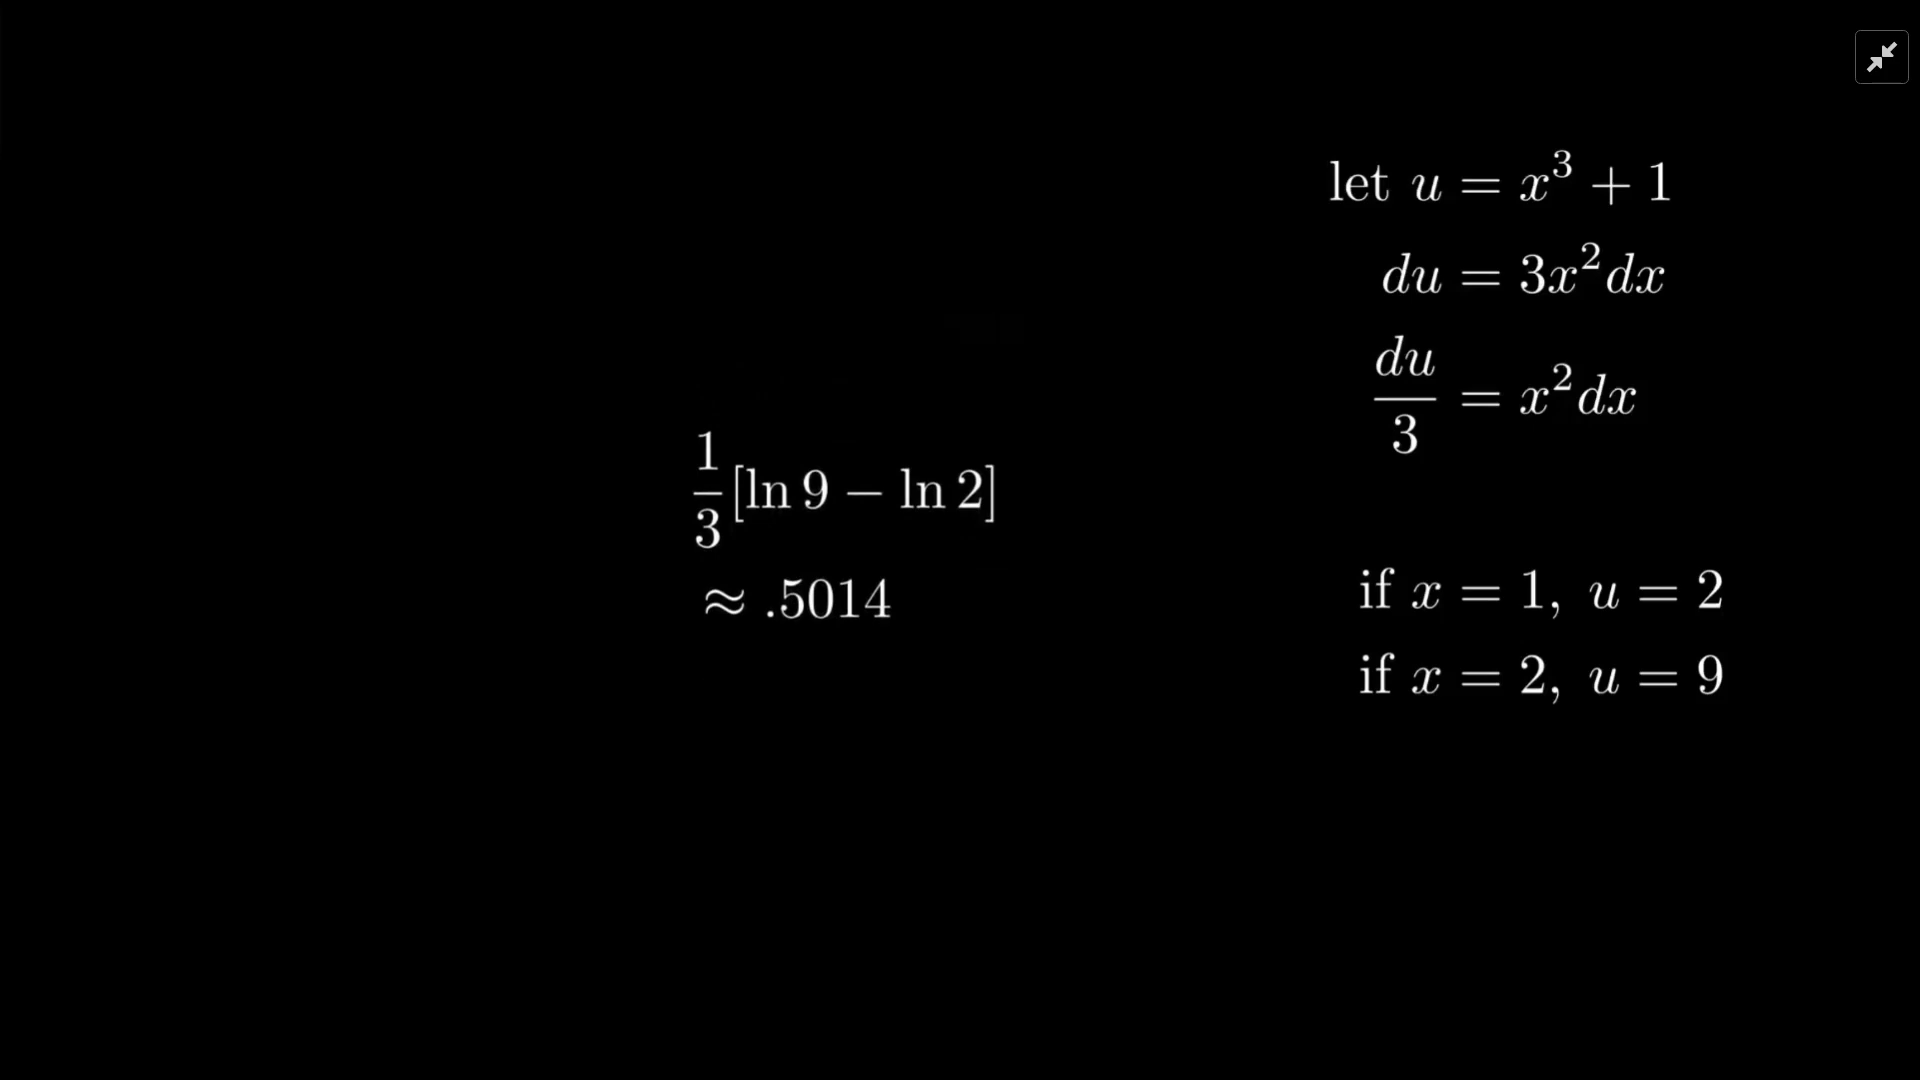 1/3[ln 9 − ln 2]
≈ .5014
let u = x³ + 1
du = 3x²dx
du/3 = x²dx
if x = 1, u = 2
if x = 2, u = 9